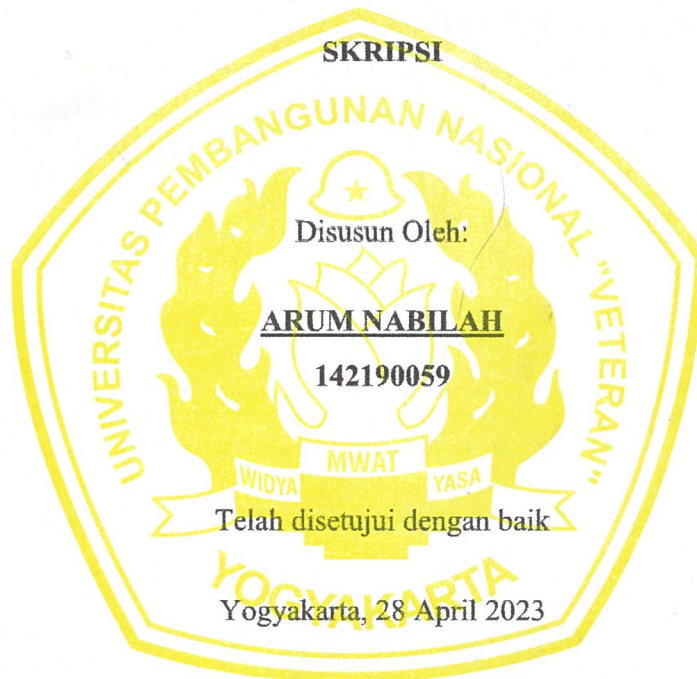 SKRIPSI
UNIVERSITAS PEMBANGUNAN NASIONAL "VETERAN"
Disusun Oleh:
ARUM NABILAH
142190059
WIDYA MWAT YASA
Telah disetujui dengan baik
YOGYAKARTA
Yogyakarta, 28 April 2023